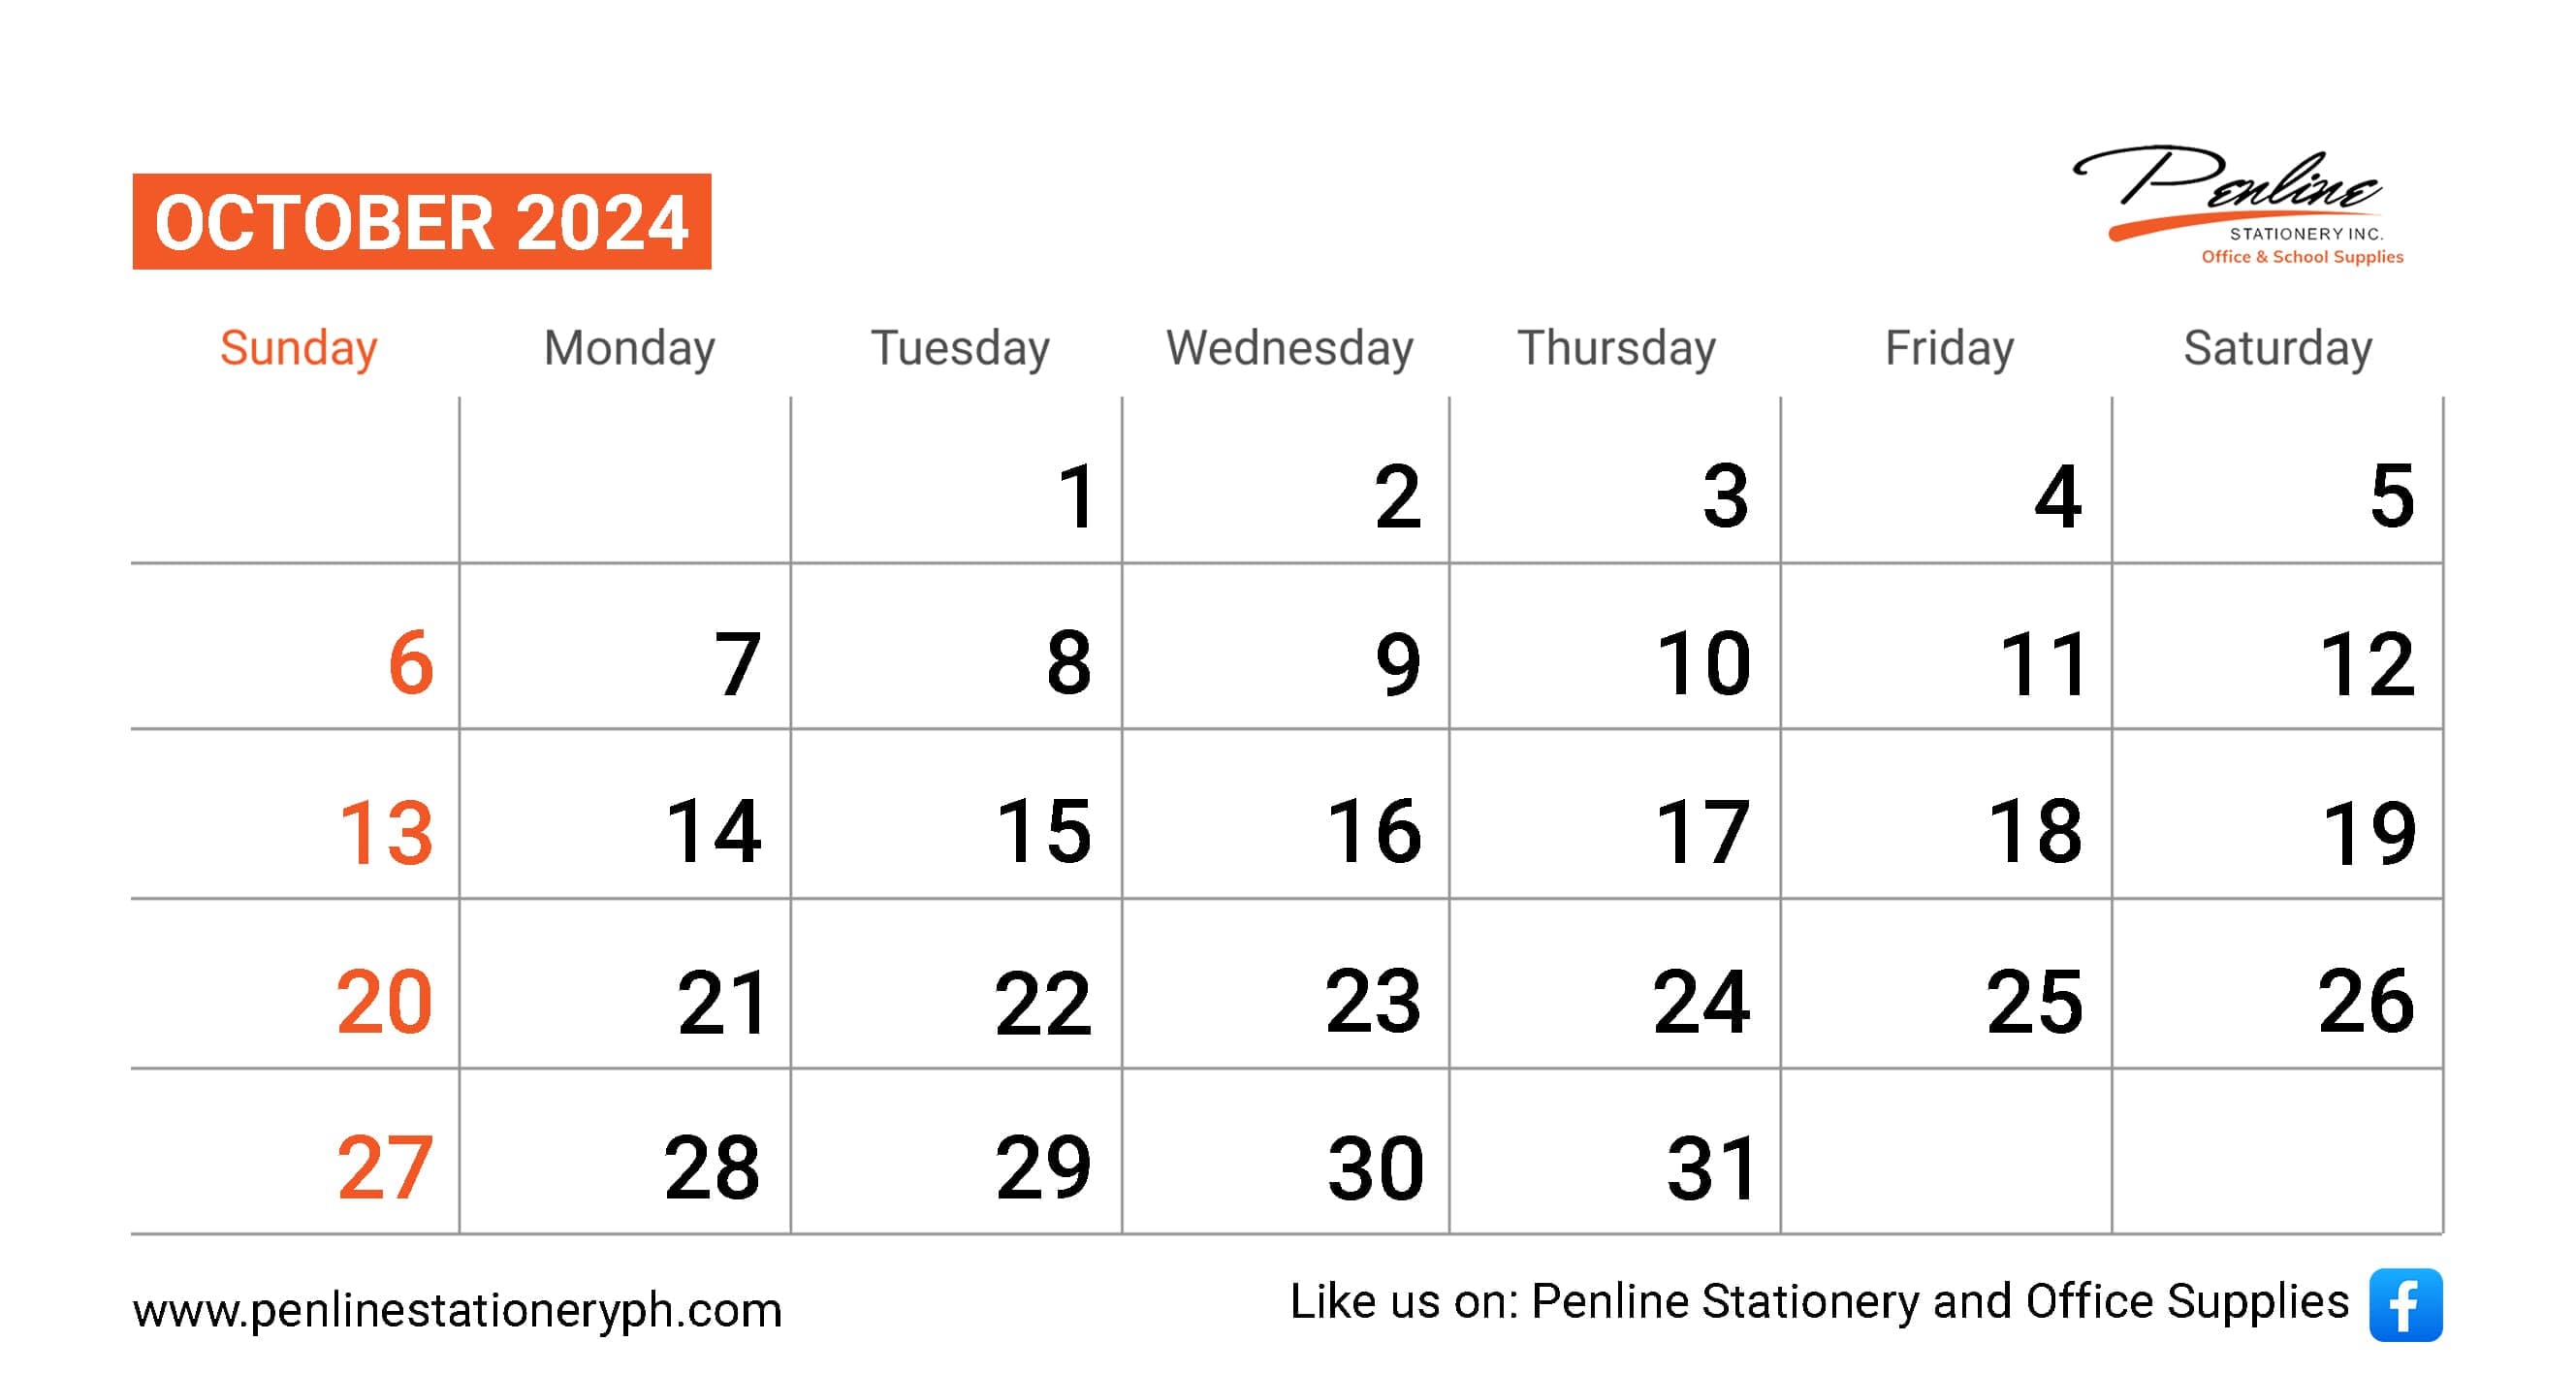 OCTOBER 2024
Penline
STATIONERY INC.
Office & School Supplies
Sunday Monday Tuesday Wednesday Thursday Friday Saturday
1 2 3 4 5
6 7 8 9 10 11 12
13 14 15 16 17 18 19
20 21 22 23 24 25 26
27 28 29 30 31
www.penlinestationeryph.com
Like us on: Penline Stationery and Office Supplies